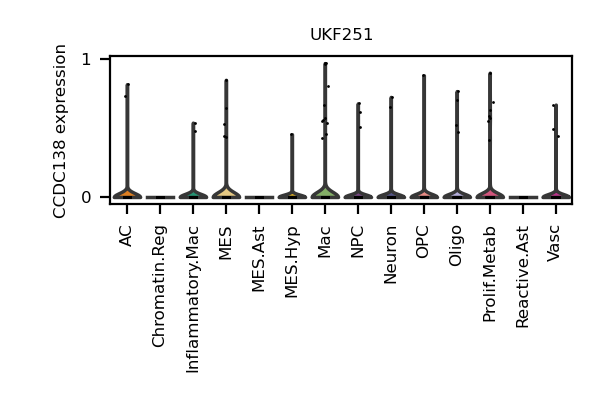 UKF251
CCDC138 expression
1
0
AC
Chromatin.Reg
Inflammatory.Mac
MES
MES.Ast
MES.Hyp
Mac
NPC
Neuron
OPC
Oligo
Prolif.Metab
Reactive.Ast
Vasc